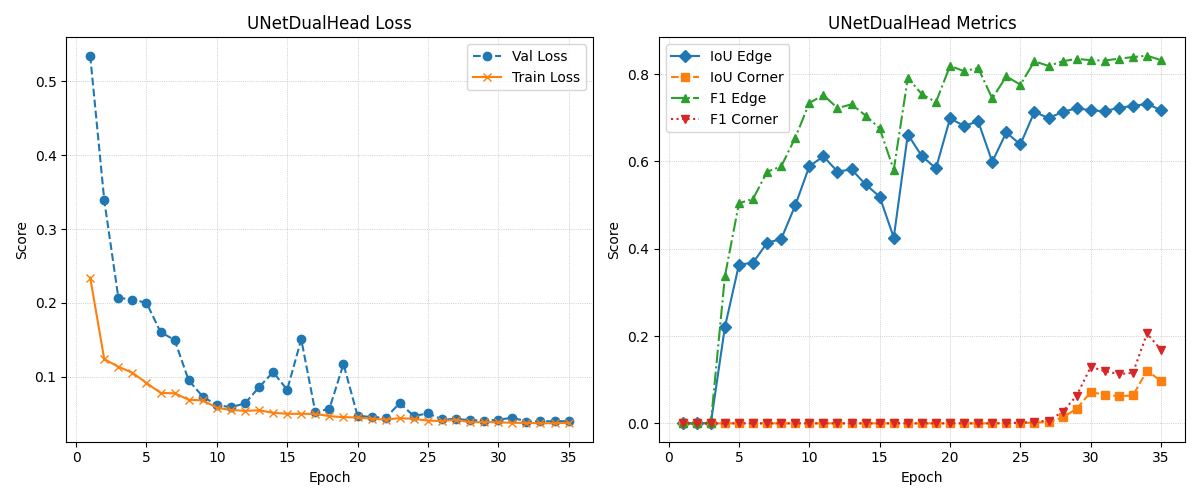 UNetDualHead Loss
Val Loss
Train Loss
Score
0.5
0.4
0.3
0.2
0.1
0 5 10 15 20 25 30 35
Epoch
UNetDualHead Metrics
IoU Edge
IoU Corner
F1 Edge
F1 Corner
Score
0.8
0.6
0.4
0.2
0.0
0 5 10 15 20 25 30 35
Epoch